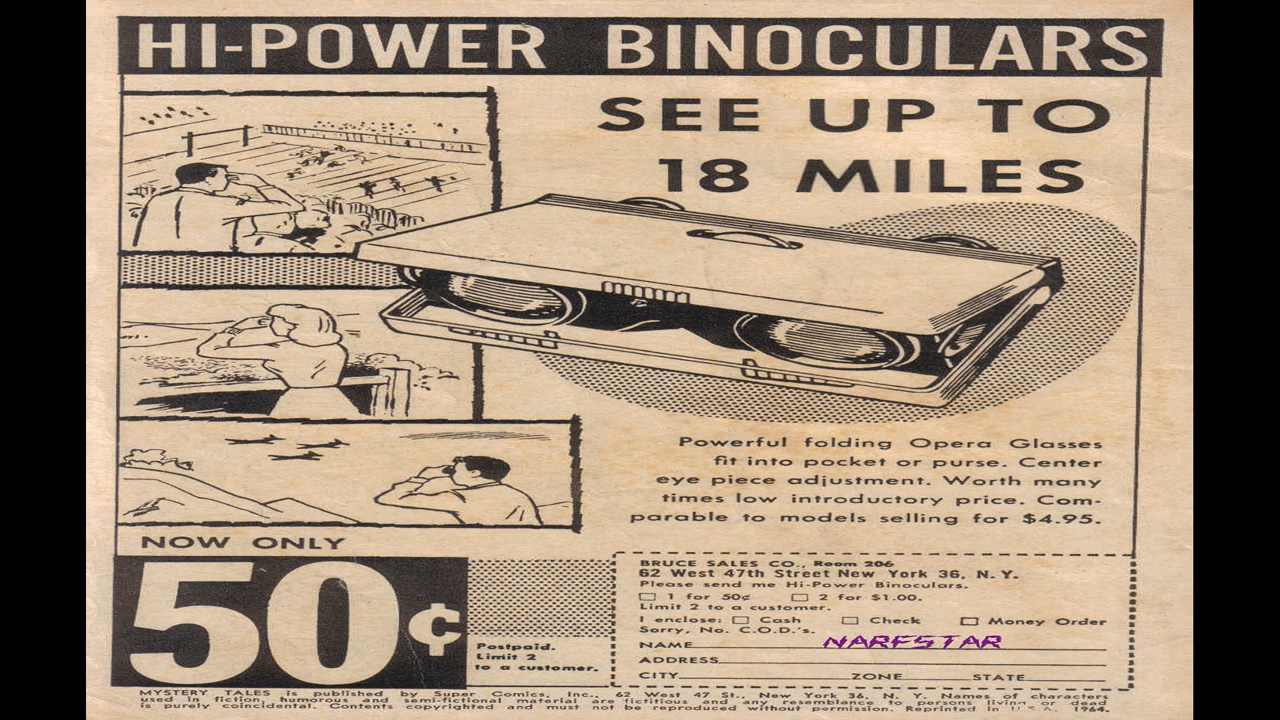 HI-POWER BINOCULARS
SEE UP TO
18 MILES
Powerful folding Opera Glasses
fit into pocket or purse. Center
eye piece adjustment. Worth many
times low introductory price. Com-
parable to models selling for $4.95.
NOW ONLY
50¢
Postpaid.
Limit 2
to a customer.
BRUCE SALES CO., Room 206
62 West 47th Street New York 36, N. Y.
Please send me Hi-Power Binoculars.
□ 1 for 50¢ □ 2 for $1.00.
Limit 2 to a customer.
I enclose: □ Cash □ Check □ Money Order
Sorry, No. C.O.D.'s.
NAME NARFSTAR
ADDRESS
CITY ZONE STATE
MYSTERY TALES is published by Super Comics, Inc., 62 West 47 St., New York 36, N. Y. Names of characters
used in fiction, humorous and semi-fictional material are fictitious and any resemblance to persons living or dead
is purely coincidental. Contents copyrighted and must not be reproduced without permission. Reprinted in U.S.A. 1964.